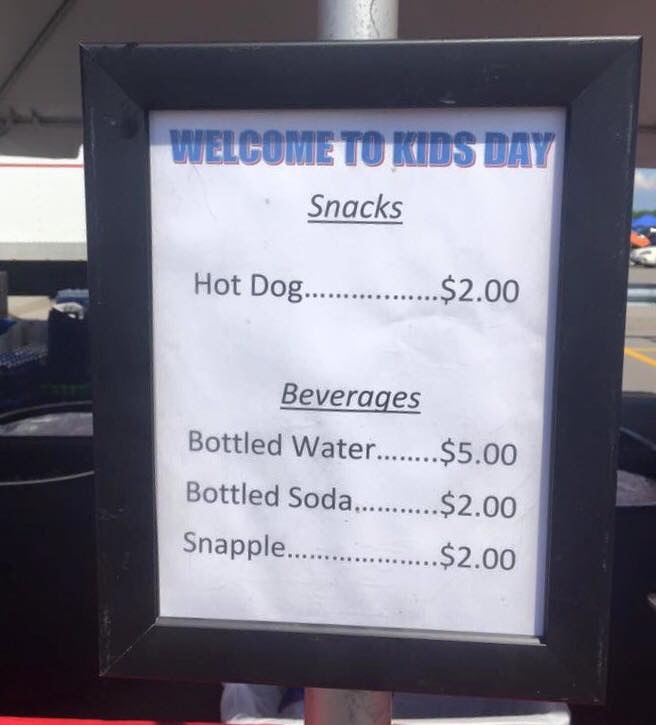 WELCOME TO KIDS DAY
Snacks
Hot Dog..................$2.00
Beverages
Bottled Water........$5.00
Bottled Soda...........$2.00
Snapple....................$2.00